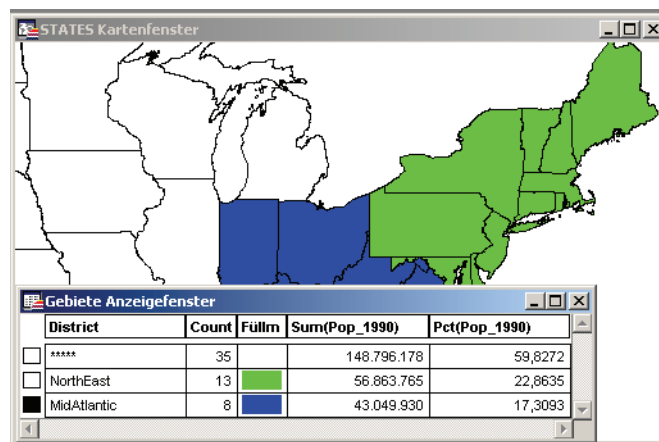 STATES Kartenfenster
Gebiete Anzeigefenster
District Count Füllm Sum(Pop_1990) Pct(Pop_1990)
***** 35 148.796.178 59,8272
NorthEast 13 56.863.765 22,8635
MidAtlantic 8 43.049.930 17,3093